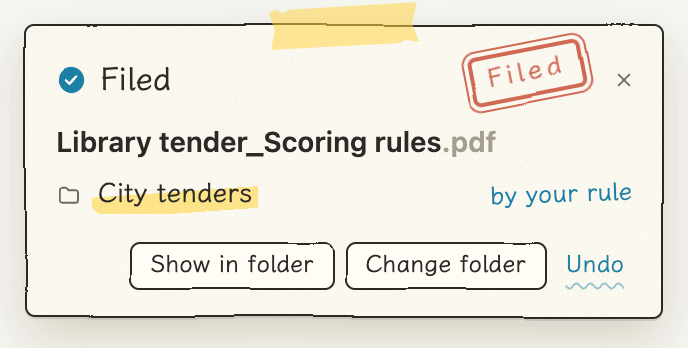 Filed
Filed
Library tender_Scoring rules.pdf
City tenders by your rule
Show in folder Change folder Undo